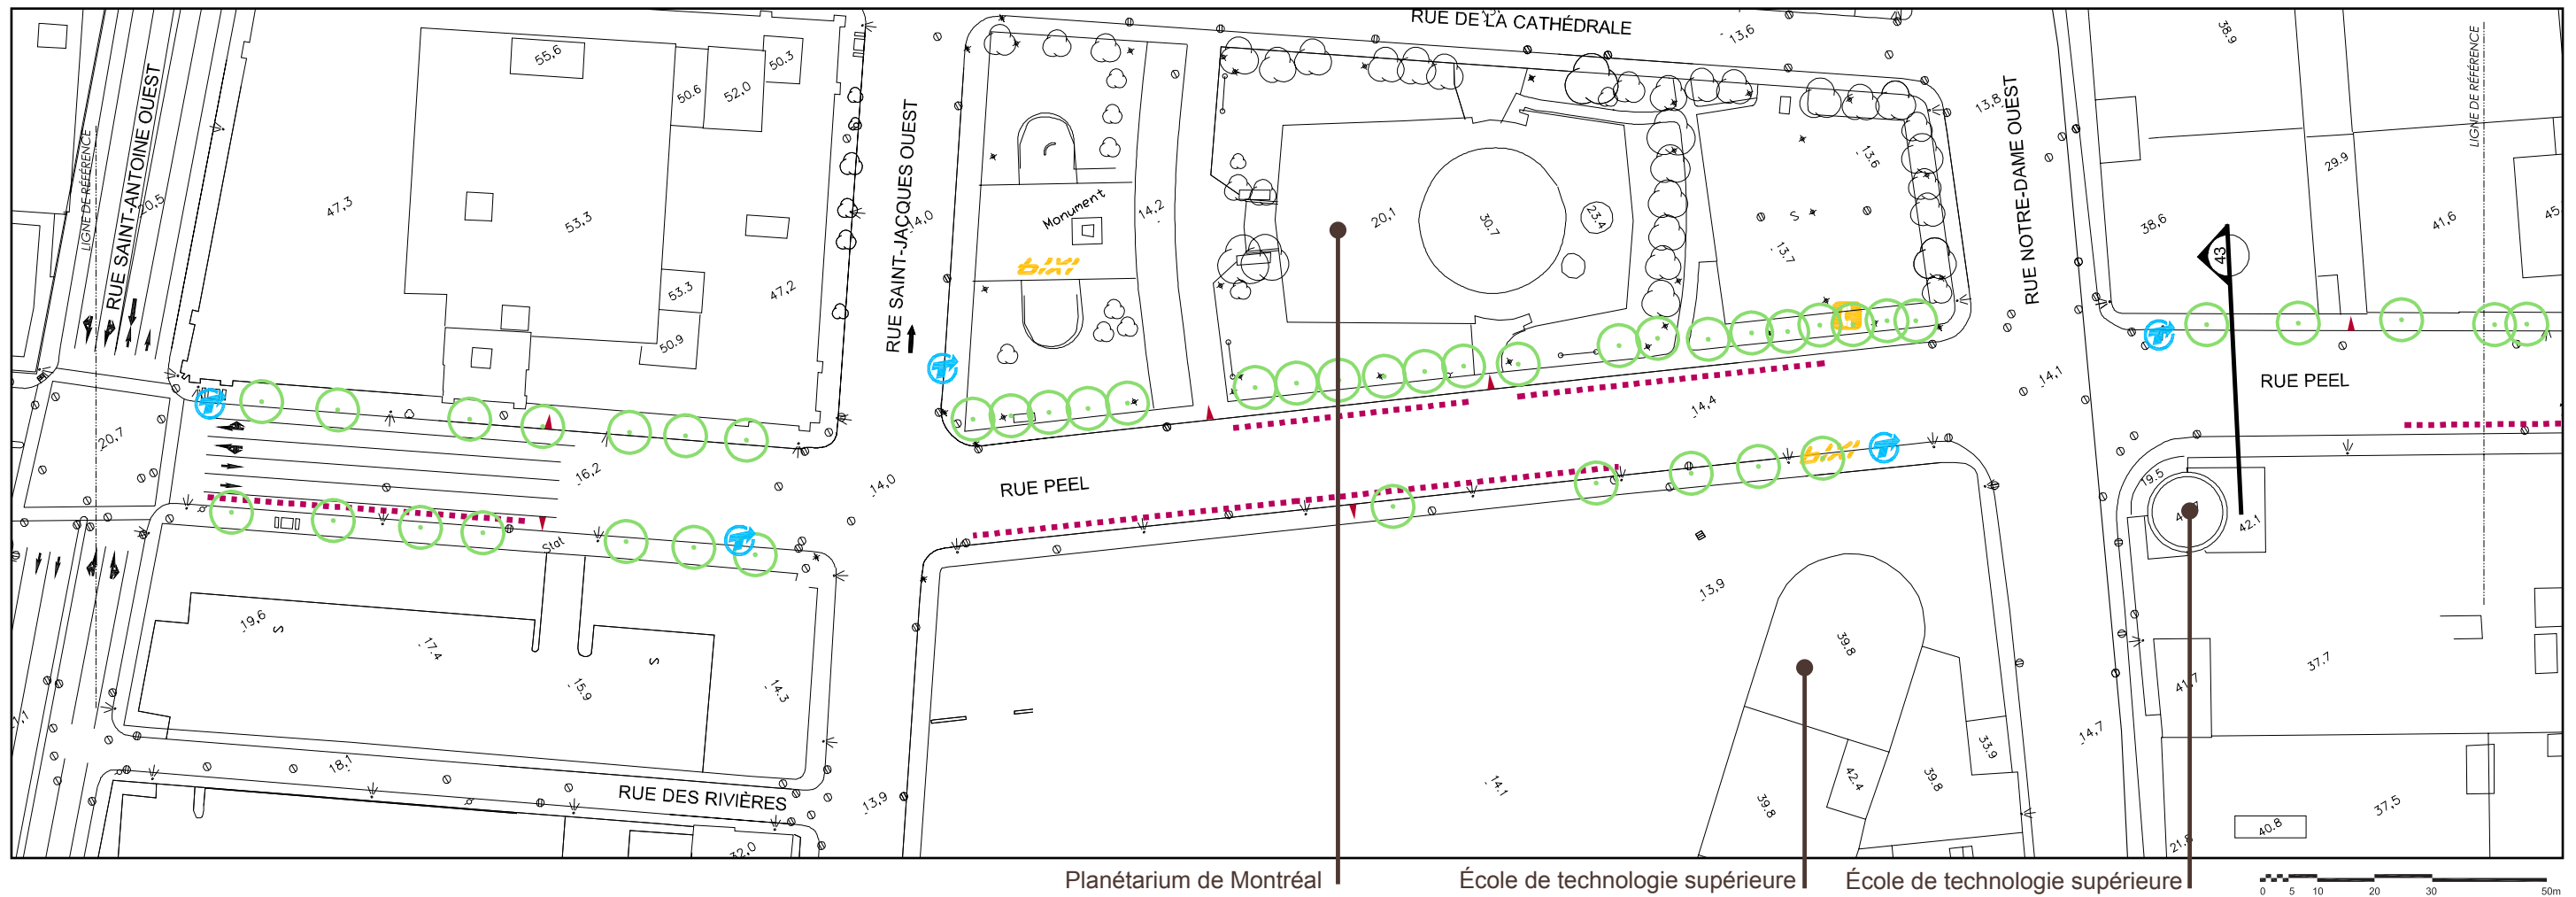 RUE DE LA CATHÉDRALE
13,6
38.9
LIGNE DE RÉFÉRENCE
55,6
50.3
50.6
52,0
RUE SAINT-ANTOINE OUEST
LIGNE DE RÉFÉRENCE
20,5
47,3
53,3
53.3
47,2
50.9
RUE SAINT-JACQUES OUEST
14,0
Monument
14,2
bixi
20,1
30.7
23.4
S
13.7
13.6
13,8
RUE NOTRE-DAME OUEST
38,6
29.9
41,6
45
43
14,1
RUE PEEL
14,4
20,7
16,2
14,0
RUE PEEL
bixi
Stat
19,6
S
17.4
S
15.9
14.3
18,1
RUE DES RIVIÈRES
32,0
13,9
14.1
13,9
39.8
39.8
42.4
39.8
33.9
14,7
19.5
42.1
41,7
37.7
37,5
40.8
Planétarium de Montréal
École de technologie supérieure
École de technologie supérieure
0 5 10 20 30 50m